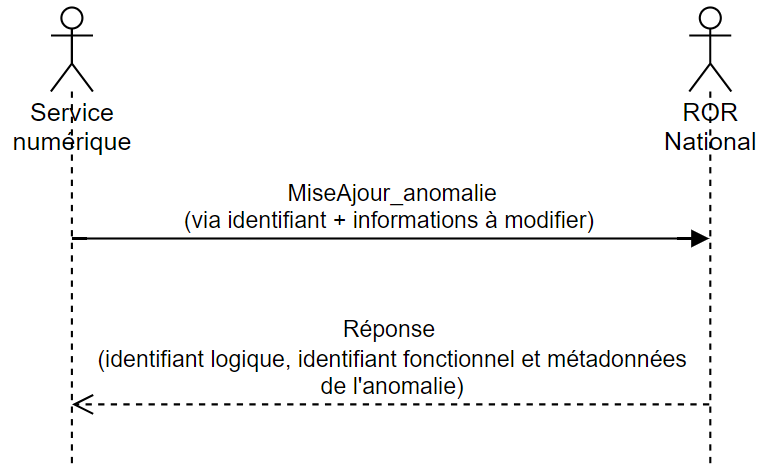 Service
numérique
ROR
National
MiseAjour_anomalie
(via identifiant + informations à modifier)
Réponse
(identifiant logique, identifiant fonctionnel et métadonnées
de l'anomalie)